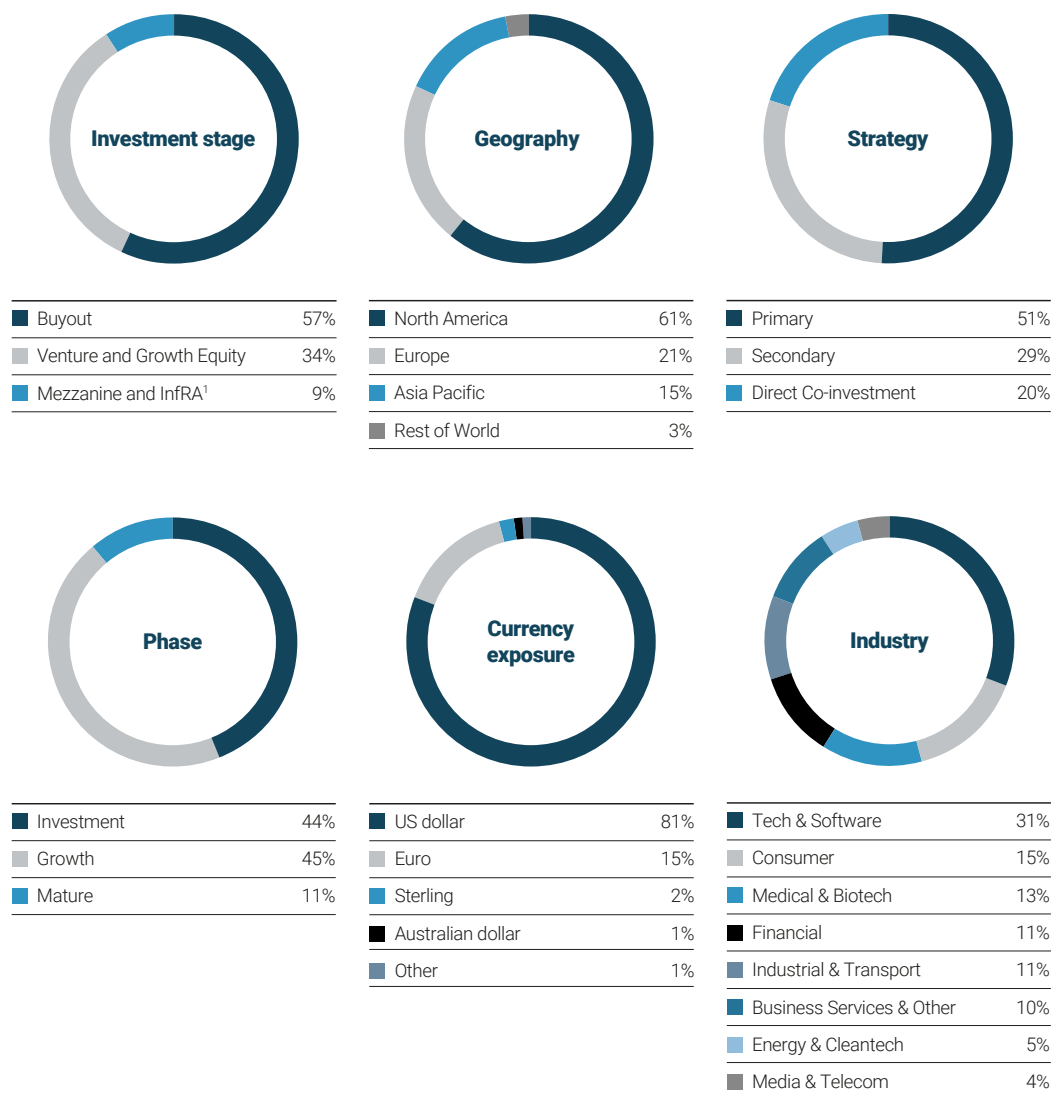 Investment stage
Buyout 57%
Venture and Growth Equity 34%
Mezzanine and InfRA¹ 9%
Geography
North America 61%
Europe 21%
Asia Pacific 15%
Rest of World 3%
Strategy
Primary 51%
Secondary 29%
Direct Co-investment 20%
Phase
Investment 44%
Growth 45%
Mature 11%
Currency
exposure
US dollar 81%
Euro 15%
Sterling 2%
Australian dollar 1%
Other 1%
Industry
Tech & Software 31%
Consumer 15%
Medical & Biotech 13%
Financial 11%
Industrial & Transport 11%
Business Services & Other 10%
Energy & Cleantech 5%
Media & Telecom 4%